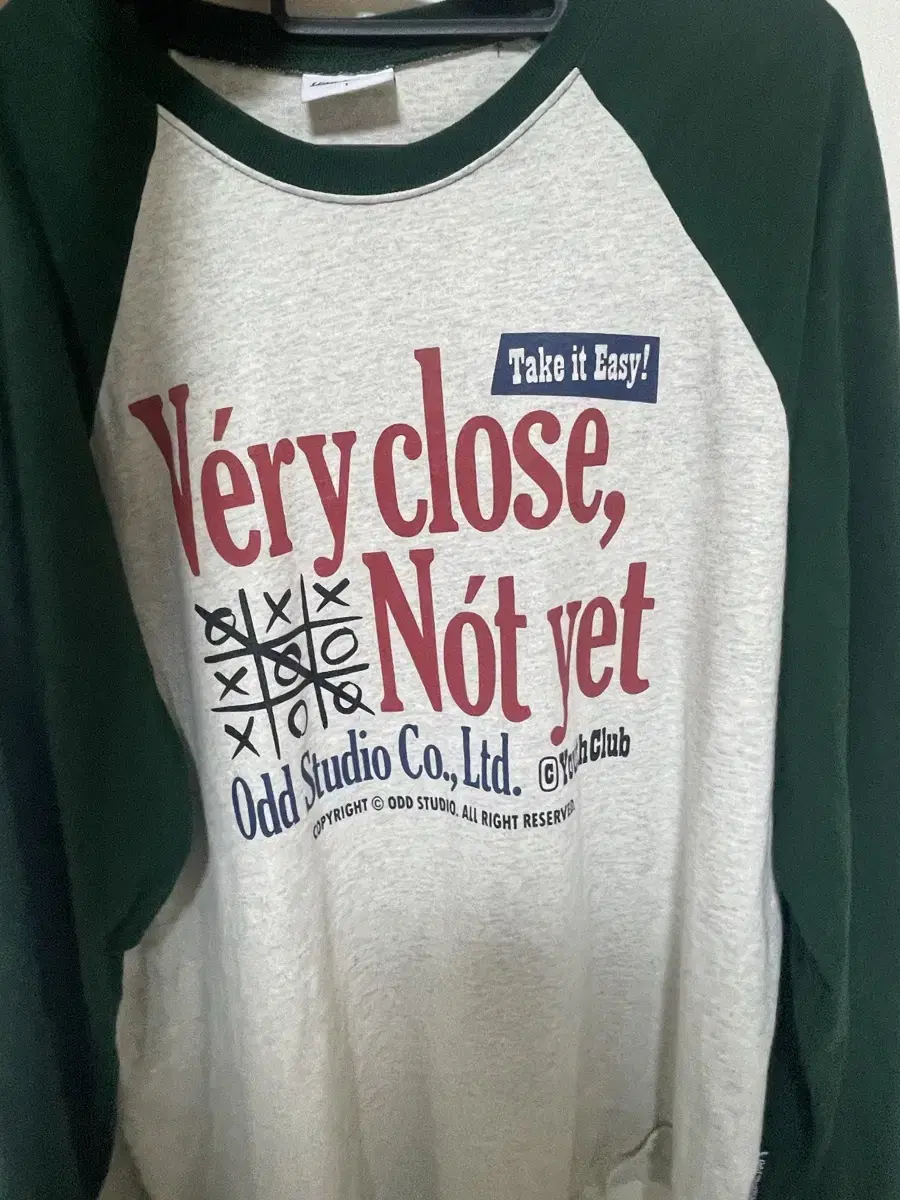 Take it Easy!
Véry close,
Nót yet
O X X
X O O
X O O
Odd Studio Co., Ltd.
© Youth Club
COPYRIGHT © ODD STUDIO. ALL RIGHT RESERVED.